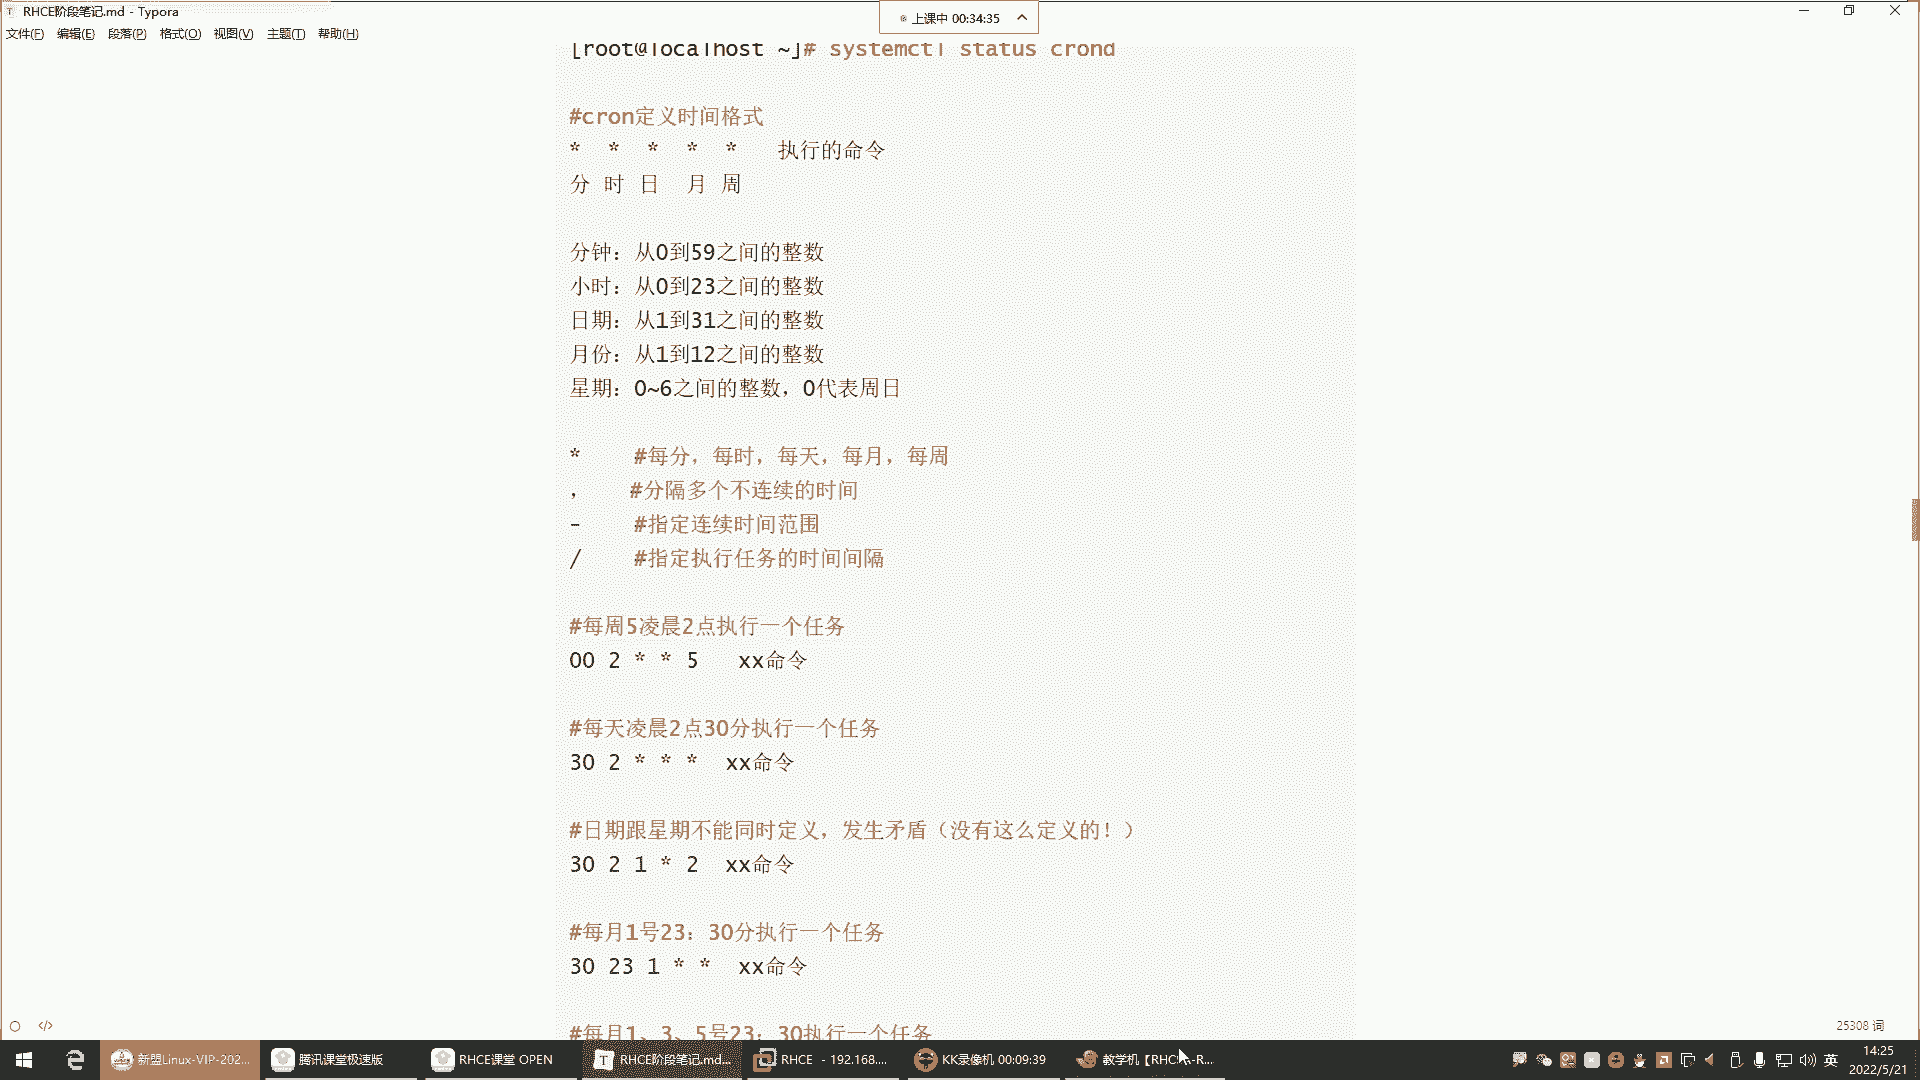 RHCE阶段笔记.md - Typora
上课中 00:34:35
文件(F) 编辑(E) 段落(P) 格式(O) 视图(V) 主题(T) 帮助(H)
[root@localhost ~]# systemctl status crond
#cron定义时间格式
* * * * * 执行的命令
分 时 日 月 周
分钟：从0到59之间的整数
小时：从0到23之间的整数
日期：从1到31之间的整数
月份：从1到12之间的整数
星期：0~6之间的整数，0代表周日
* #每分，每时，每天，每月，每周
， #分隔多个不连续的时间
- #指定连续时间范围
/ #指定执行任务的时间间隔
#每周5凌晨2点执行一个任务
00 2 * * 5 xx命令
#每天凌晨2点30分执行一个任务
30 2 * * * xx命令
#日期跟星期不能同时定义，发生矛盾（没有这么定义的！）
30 2 1 * 2 xx命令
#每月1号23：30分执行一个任务
30 23 1 * * xx命令
#每月1、3、5号23：30执行一个任务
25308 词
新盟Linux-VIP-202...
腾讯课堂极速版
RHCE课堂 OPEN
RHCE阶段笔记.md...
RHCE - 192.168....
KK录像机 00:09:39
教学机【RHC
英
14:25
2022/5/21